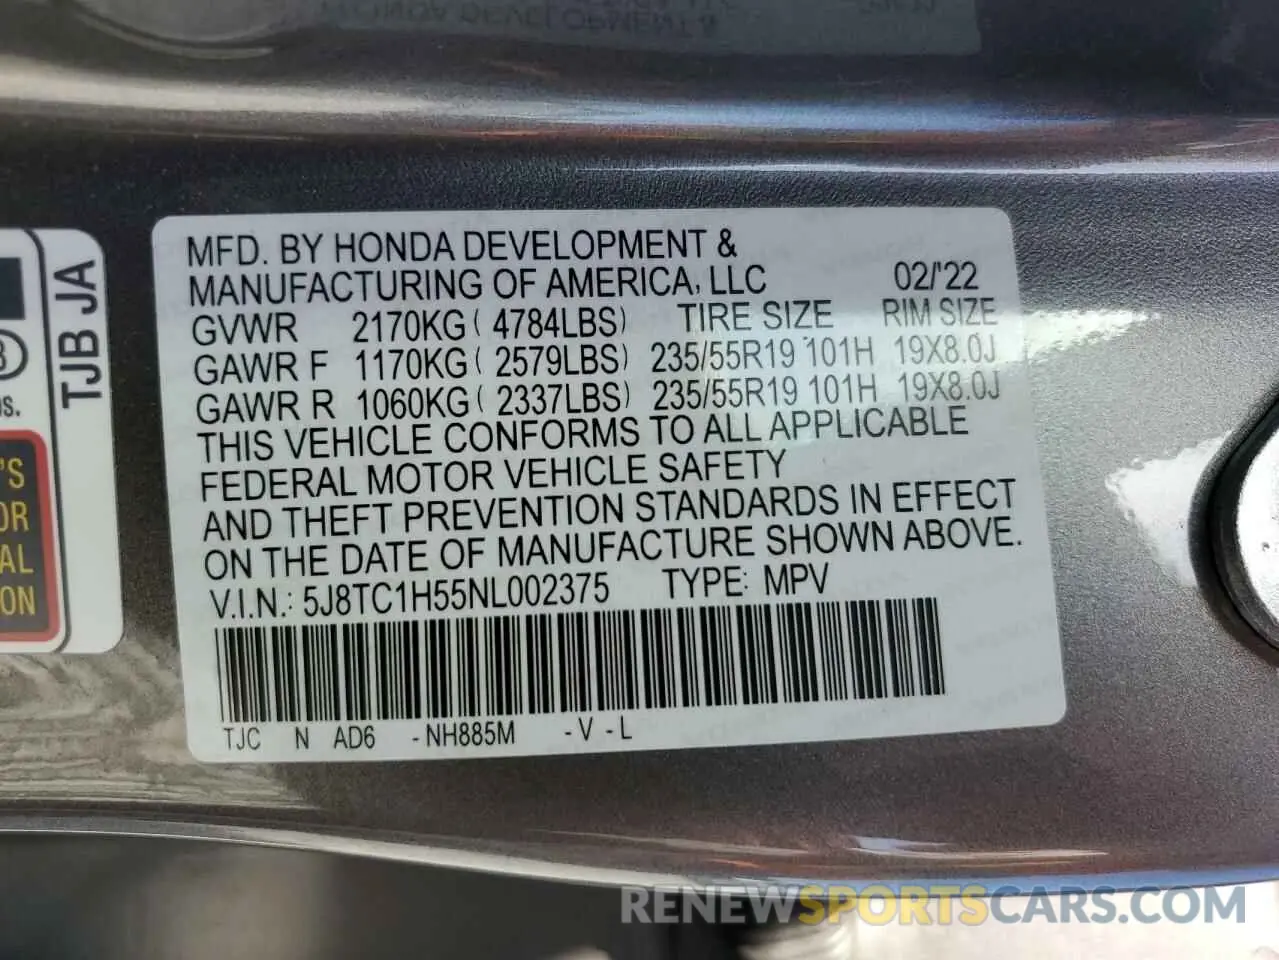 MFD. BY HONDA DEVELOPMENT &
MANUFACTURING OF AMERICA, LLC 02/'22
GVWR 2170KG ( 4784LBS) TIRE SIZE RIM SIZE
GAWR F 1170KG ( 2579LBS) 235/55R19 101H 19X8.0J
GAWR R 1060KG ( 2337LBS) 235/55R19 101H 19X8.0J
THIS VEHICLE CONFORMS TO ALL APPLICABLE
FEDERAL MOTOR VEHICLE SAFETY
AND THEFT PREVENTION STANDARDS IN EFFECT
ON THE DATE OF MANUFACTURE SHOWN ABOVE.
V.I.N.: 5J8TC1H55NL002375 TYPE: MPV
TJC N AD6 -NH885M -V -L
TJB JA
RENEWSPORTSCARS.COM